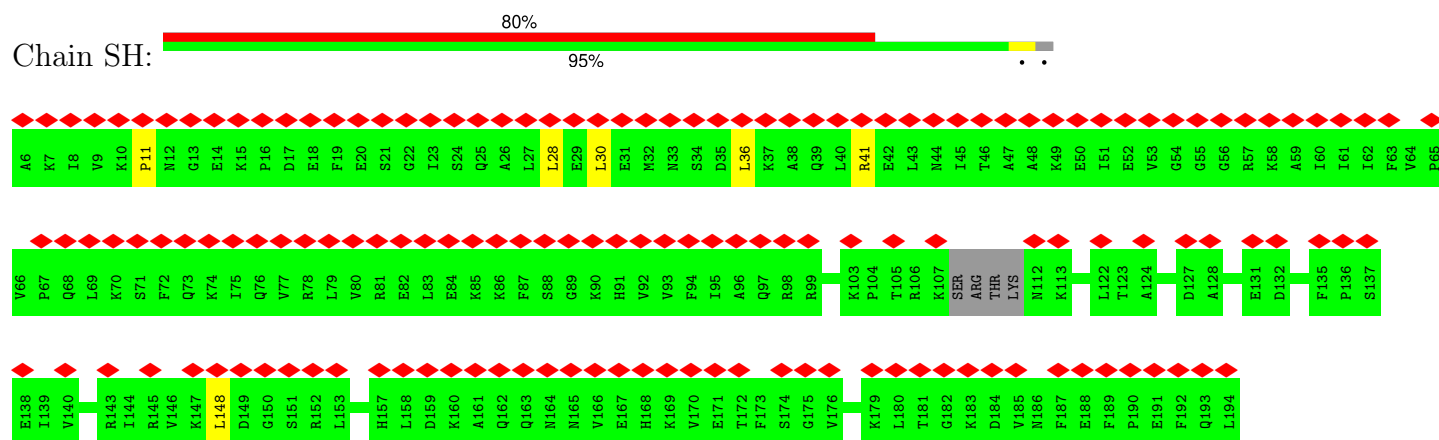 80%
Chain SH:
95%
• •
A6 K7 I8 V9 K10 P11 N12 G13 E14 K15 P16 D17 E18 F19 E20 S21 G22 I23 S24 Q25 A26 L27 L28 E29 L30 E31 M32 N33 S34 D35 L36 K37 A38 Q39 L40 R41 E42 L43 N44 I45 T46 A47 A48 K49 E50 I51 E52 V53 G54 G55 G56 R57 K58 A59 I60 I61 I62 F63 V64 P65
V66 P67 Q68 L69 K70 S71 F72 Q73 K74 I75 Q76 V77 R78 L79 V80 R81 E82 L83 E84 K85 K86 F87 S88 G89 K90 H91 V92 V93 F94 I95 A96 Q97 R98 R99 K103 P104 T105 R106 K107 SER ARG THR LYS N112 K113 L122 T123 A124 D127 A128 E131 D132 F135 P136 S137
E138 I139 V140 R143 I144 R145 V146 K147 L148 D149 G150 S151 R152 L153 H157 L158 D159 K160 A161 Q162 Q163 N164 N165 V166 E167 H168 K169 V170 E171 T172 F173 S174 G175 V176 K179 L180 T181 G182 K183 D184 V185 N186 F187 E188 F189 P190 E191 F192 Q193 L194